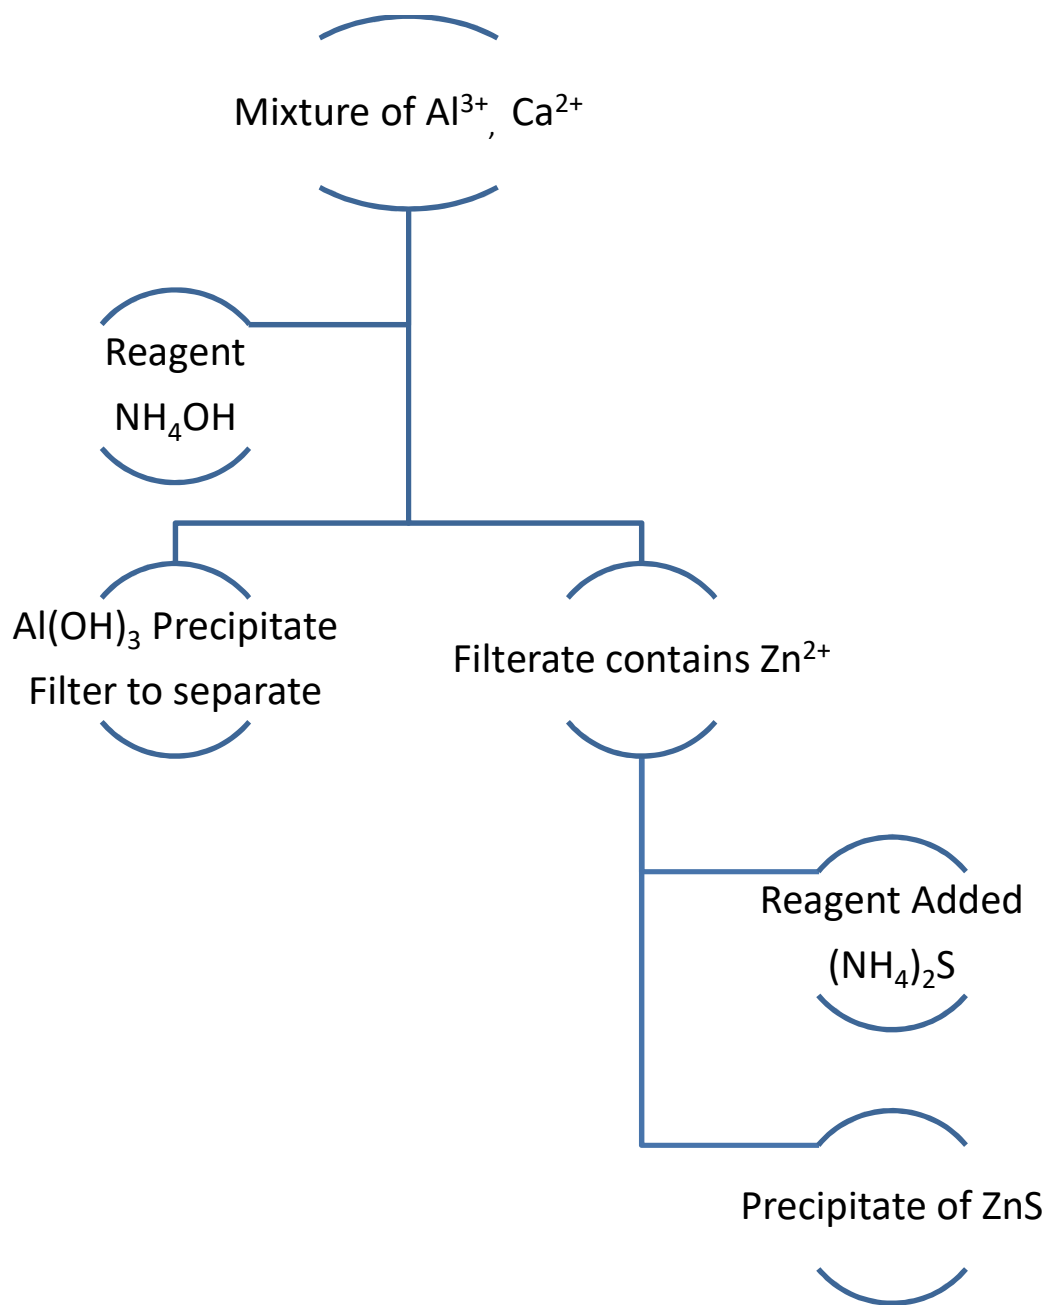 Mixture of Al³⁺, Ca²⁺
Reagent
NH₄OH
Al(OH)₃ Precipitate
Filter to separate
Filterate contains Zn²⁺
Reagent Added
(NH₄)₂S
Precipitate of ZnS